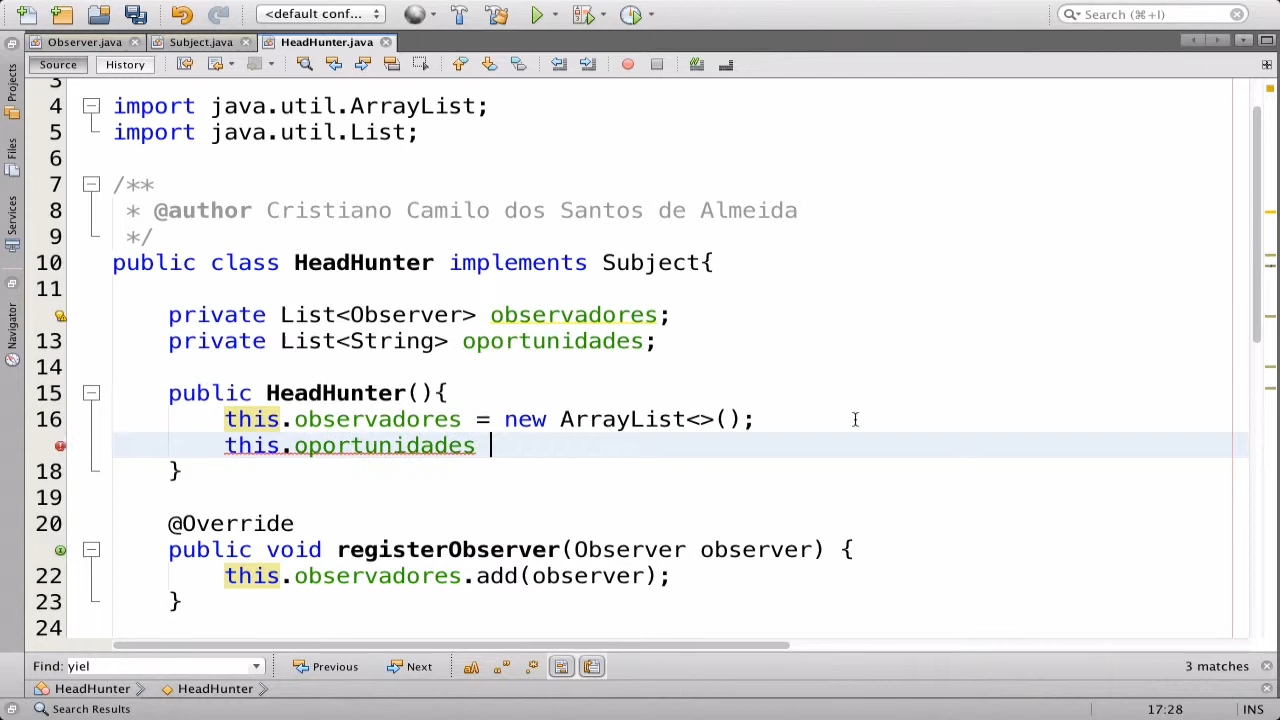 <default conf...
Search (⌘+I)
Observer.java Subject.java HeadHunter.java
Source History
Projects
Files
Services
Navigator
3
4 import java.util.ArrayList;
5 import java.util.List;
6
7 /**
8 * @author Cristiano Camilo dos Santos de Almeida
9 */
10 public class HeadHunter implements Subject{
11
private List<Observer> observadores;
13 private List<String> oportunidades;
14
15 public HeadHunter(){
16 this.observadores = new ArrayList<>();
this.oportunidades
18 }
19
20 @Override
public void registerObserver(Observer observer) {
22 this.observadores.add(observer);
23 }
24
Find: yiel Previous Next aA 3 matches
HeadHunter HeadHunter
Search Results 17:28 INS